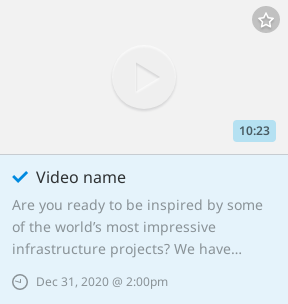 10:23
Video name
Are you ready to be inspired by some
of the world’s most impressive
infrastructure projects? We have...
Dec 31, 2020 @ 2:00pm